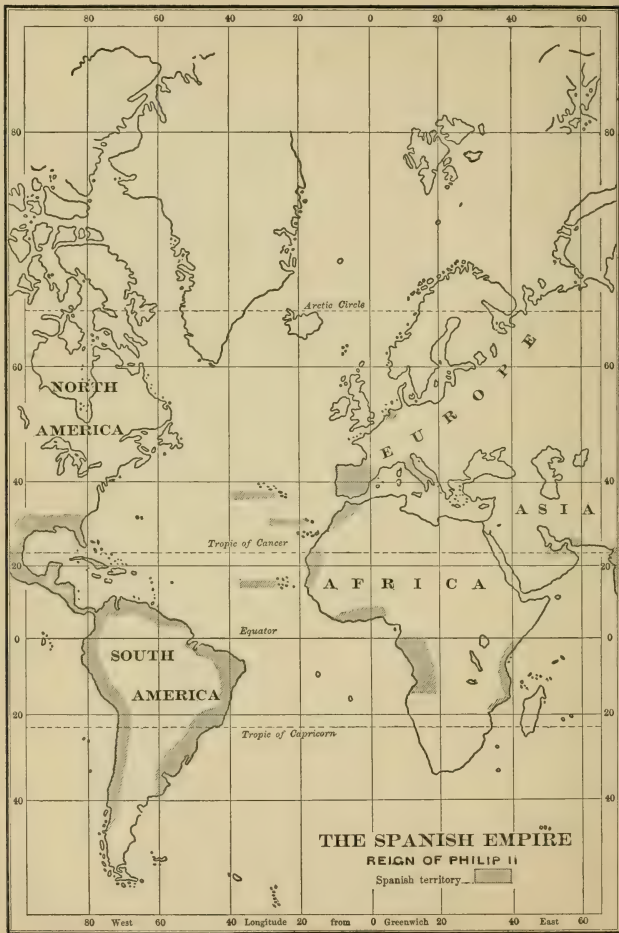 80 60 40 20 0 20 40 60
80 80
Arctic Circle
60 60
NORTH
AMERICA
EUROPE
40 40
ASIA
Tropic of Cancer
20 20
AFRICA
0 Equator 0
SOUTH
AMERICA
20 20
Tropic of Capricorn
40 40
THE SPANISH EMPIRE
REIGN OF PHILIP II
Spanish territory
80 West 60 40 Longitude 20 from 0 Greenwich 20 40 East 60